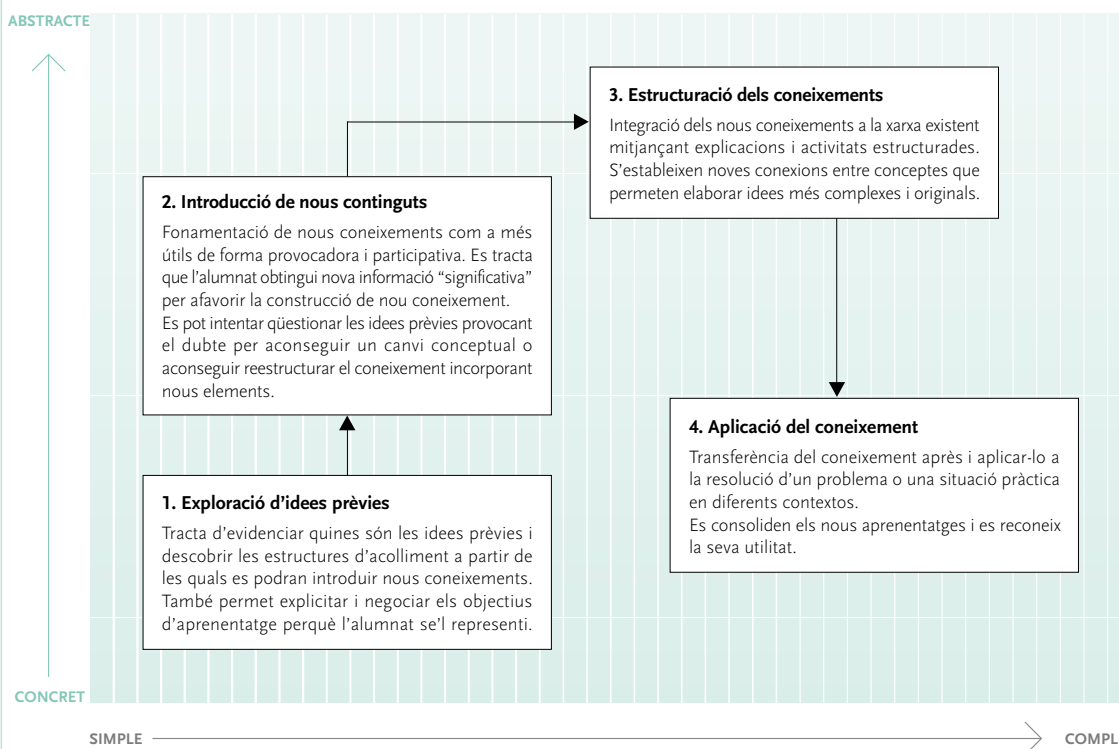 ABSTRACTE
3. Estructuració dels coneixements
Integració dels nous coneixements a la xarxa existent
mitjançant explicacions i activitats estructurades.
S’estableixen noves conexions entre conceptes que
permeten elaborar idees més complexes i originals.
2. Introducció de nous continguts
Fonamentació de nous coneixements com a més
útils de forma provocadora i participativa. Es tracta
que l’alumnat obtingui nova informació “significativa”
per afavorir la construcció de nou coneixement.
Es pot intentar qüestionar les idees prèvies provocant
el dubte per aconseguir un canvi conceptual o
aconseguir reestructurar el coneixement incorporant
nous elements.
4. Aplicació del coneixement
Transferència del coneixement après i aplicar-lo a
la resolució d’un problema o una situació pràctica
en diferents contextos.
Es consoliden els nous aprenentatges i es reconeix
la seva utilitat.
1. Exploració d’idees prèvies
Tracta d’evidenciar quines són les idees prèvies i
descobrir les estructures d’acolliment a partir de
les quals es podran introduir nous coneixements.
També permet explicitar i negociar els objectius
d’aprenentatge perquè l’alumnat se’l representi.
CONCRET
SIMPLE
COMPL